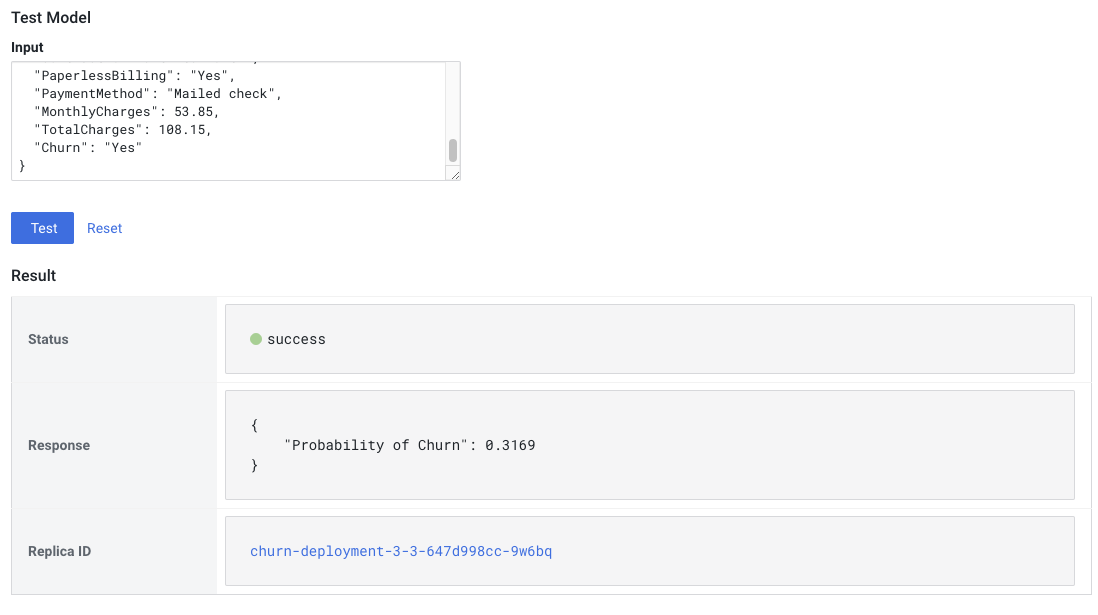 Test Model
Input
"PaperlessBilling": "Yes",
"PaymentMethod": "Mailed check",
"MonthlyCharges": 53.85,
"TotalCharges": 108.15,
"Churn": "Yes"
}
Test Reset
Result
Status success
{
Response "Probability of Churn": 0.3169
}
Replica ID churn-deployment-3-3-647d998cc-9w6bq